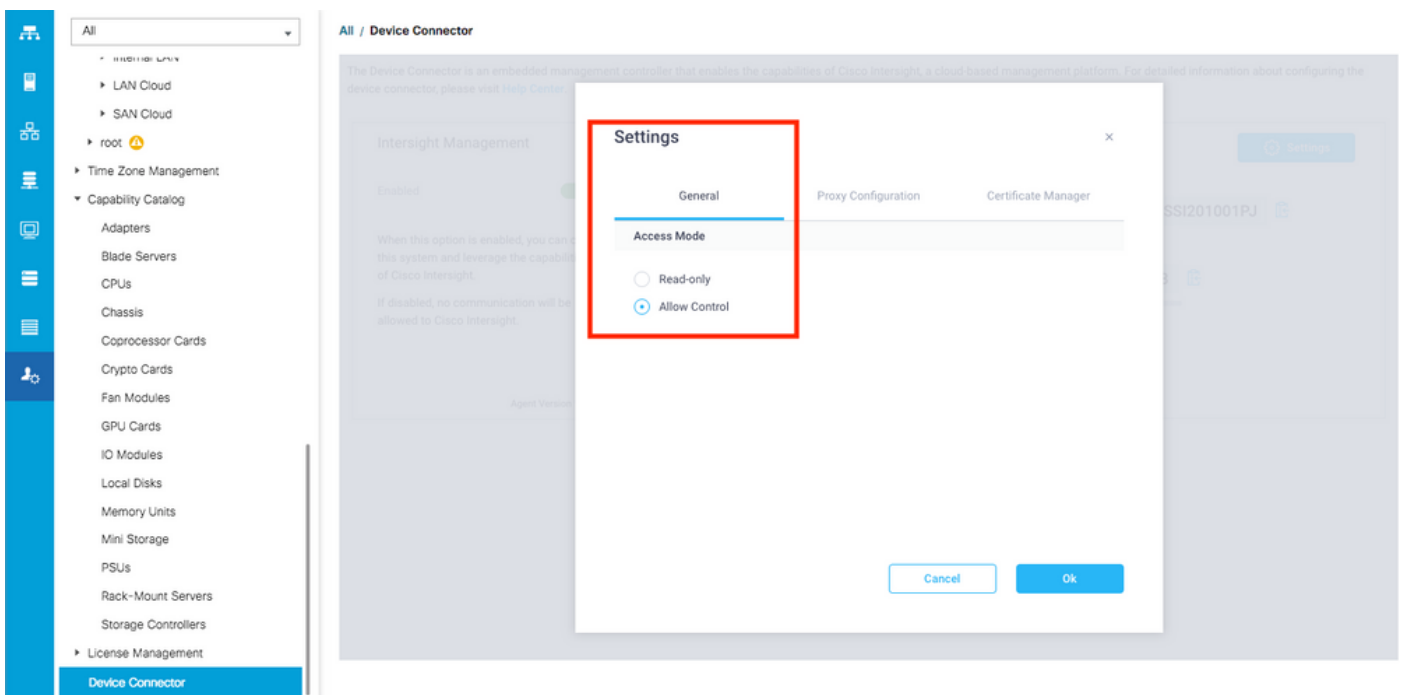 All
All / Device Connector
Internal LAN
LAN Cloud
SAN Cloud
root
Time Zone Management
Capability Catalog
Adapters
Blade Servers
CPUs
Chassis
Coprocessor Cards
Crypto Cards
Fan Modules
GPU Cards
IO Modules
Local Disks
Memory Units
Mini Storage
PSUs
Rack-Mount Servers
Storage Controllers
License Management
Device Connector
The Device Connector is an embedded management controller that enables the capabilities of Cisco Intersight, a cloud-based management platform. For detailed information about configuring the
device connector, please visit Help Center.
Intersight Management
Enabled
When this option is enabled, you can
this system and leverage the
of Cisco Intersight.
If disabled, no communication will be
allowed to Cisco Intersight.
Agent Version
Settings
SSI201001PJ
Settings
×
General Proxy Configuration Certificate Manager
Access Mode
Read-only
Allow Control
Cancel Ok